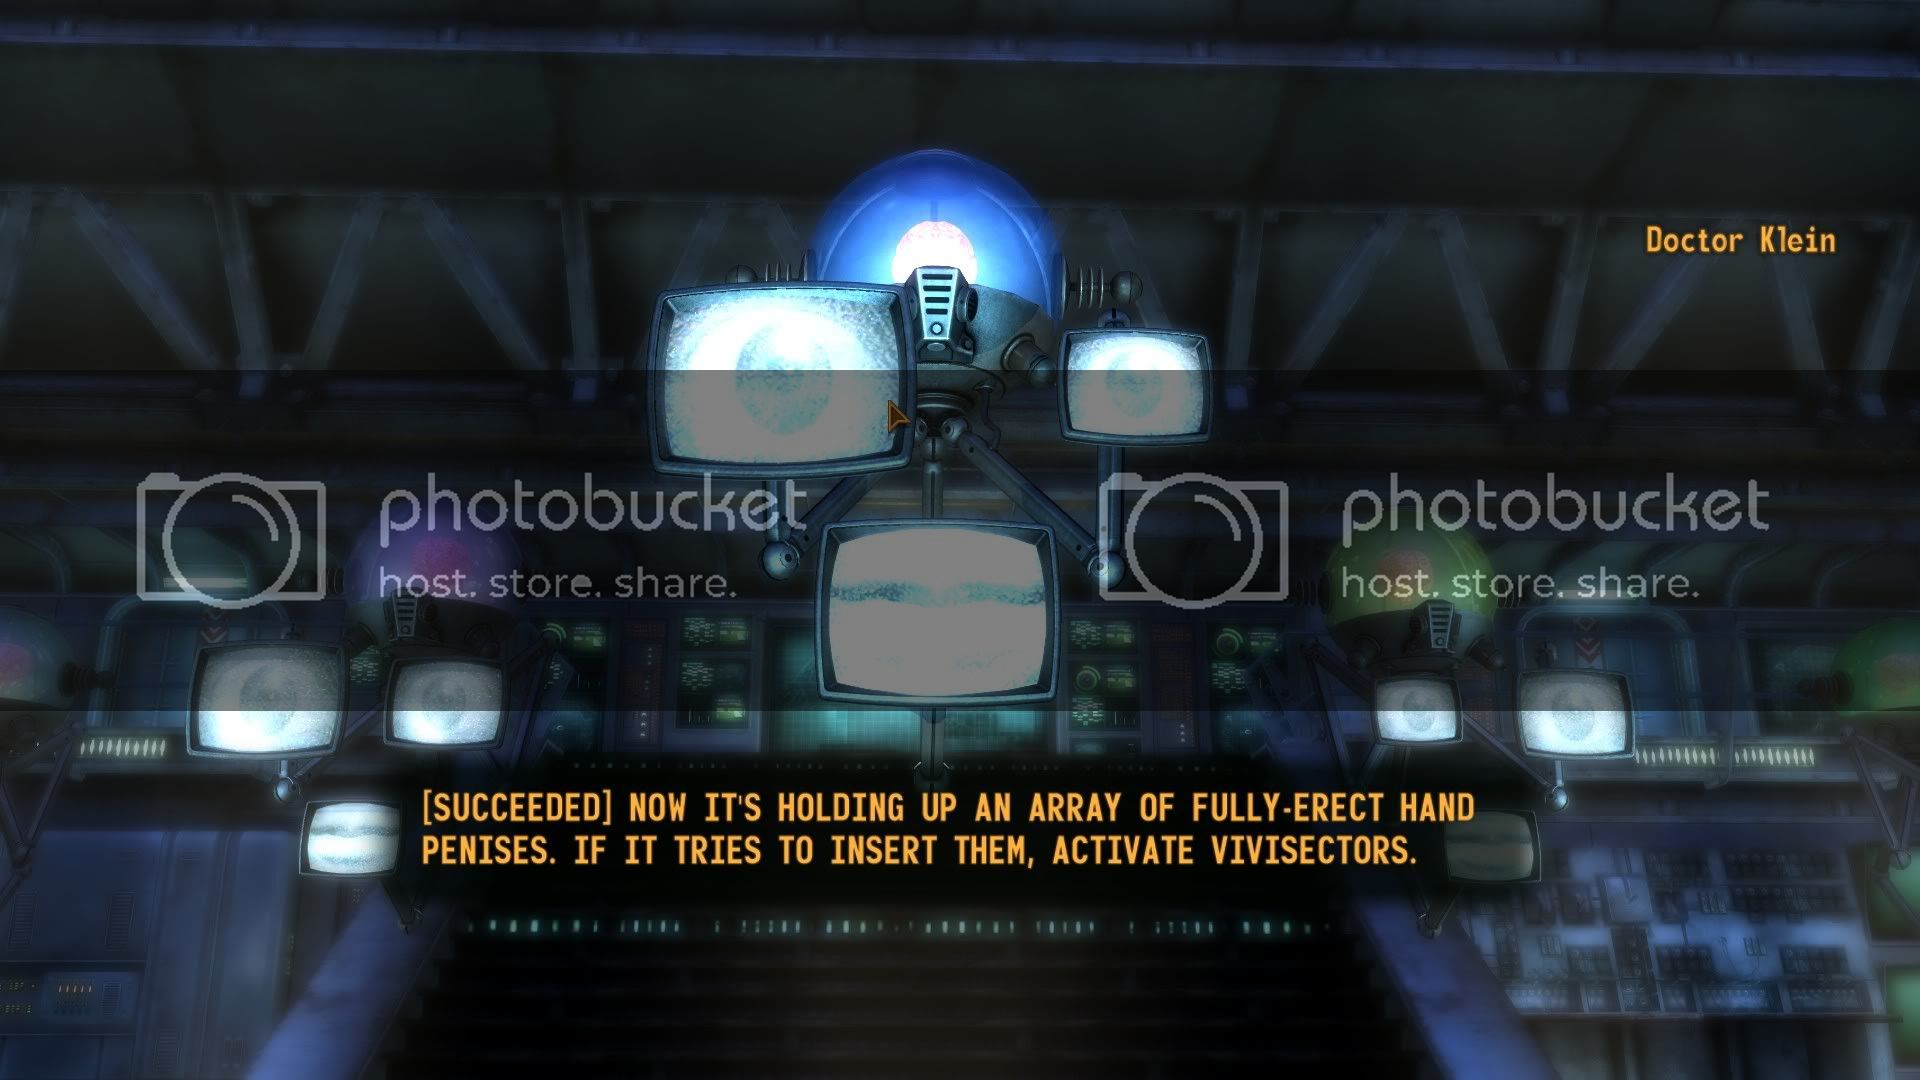 Doctor Klein
photobucket
host. store. share.
photobucket
host. store. share.
[SUCCEEDED] NOW IT'S HOLDING UP AN ARRAY OF FULLY-ERECT HAND
PENISES. IF IT TRIES TO INSERT THEM, ACTIVATE VIVISECTORS.